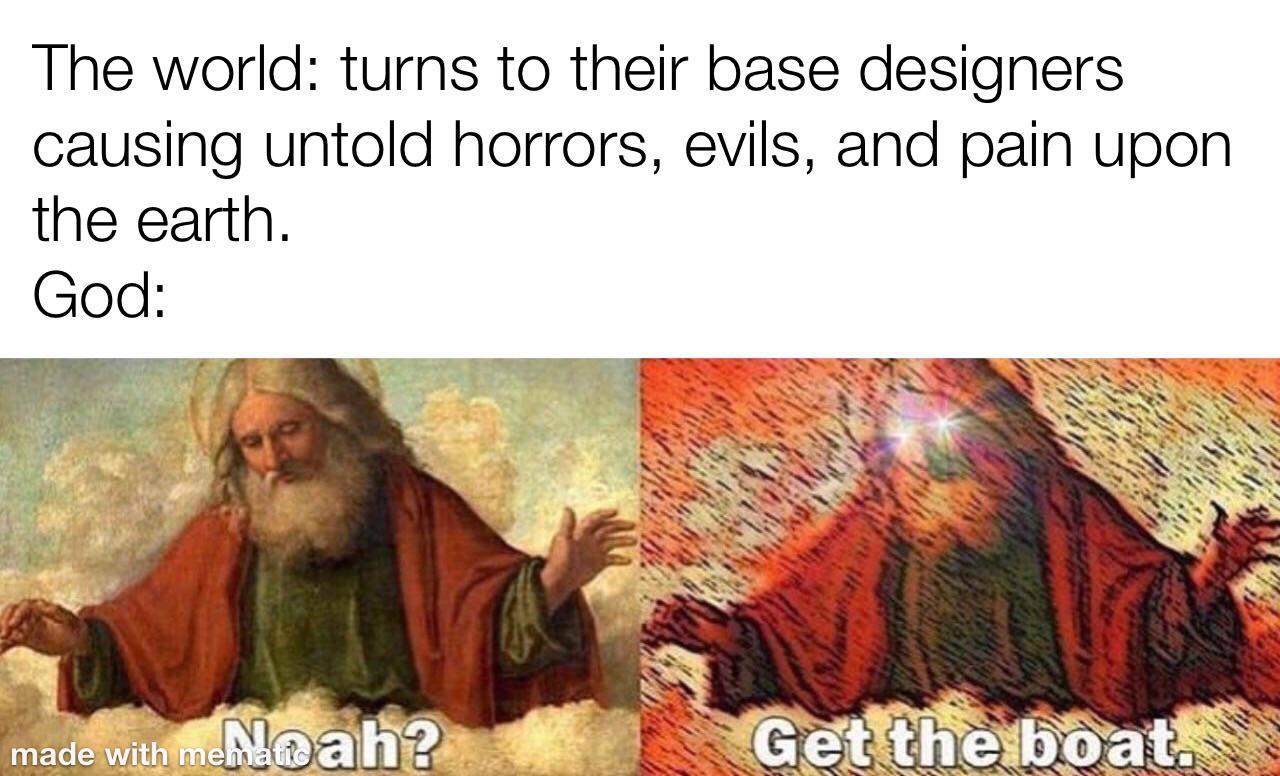 The world: turns to their base designers
causing untold horrors, evils, and pain upon
the earth.
God:
Noah?
Get the boat.
made with mematic